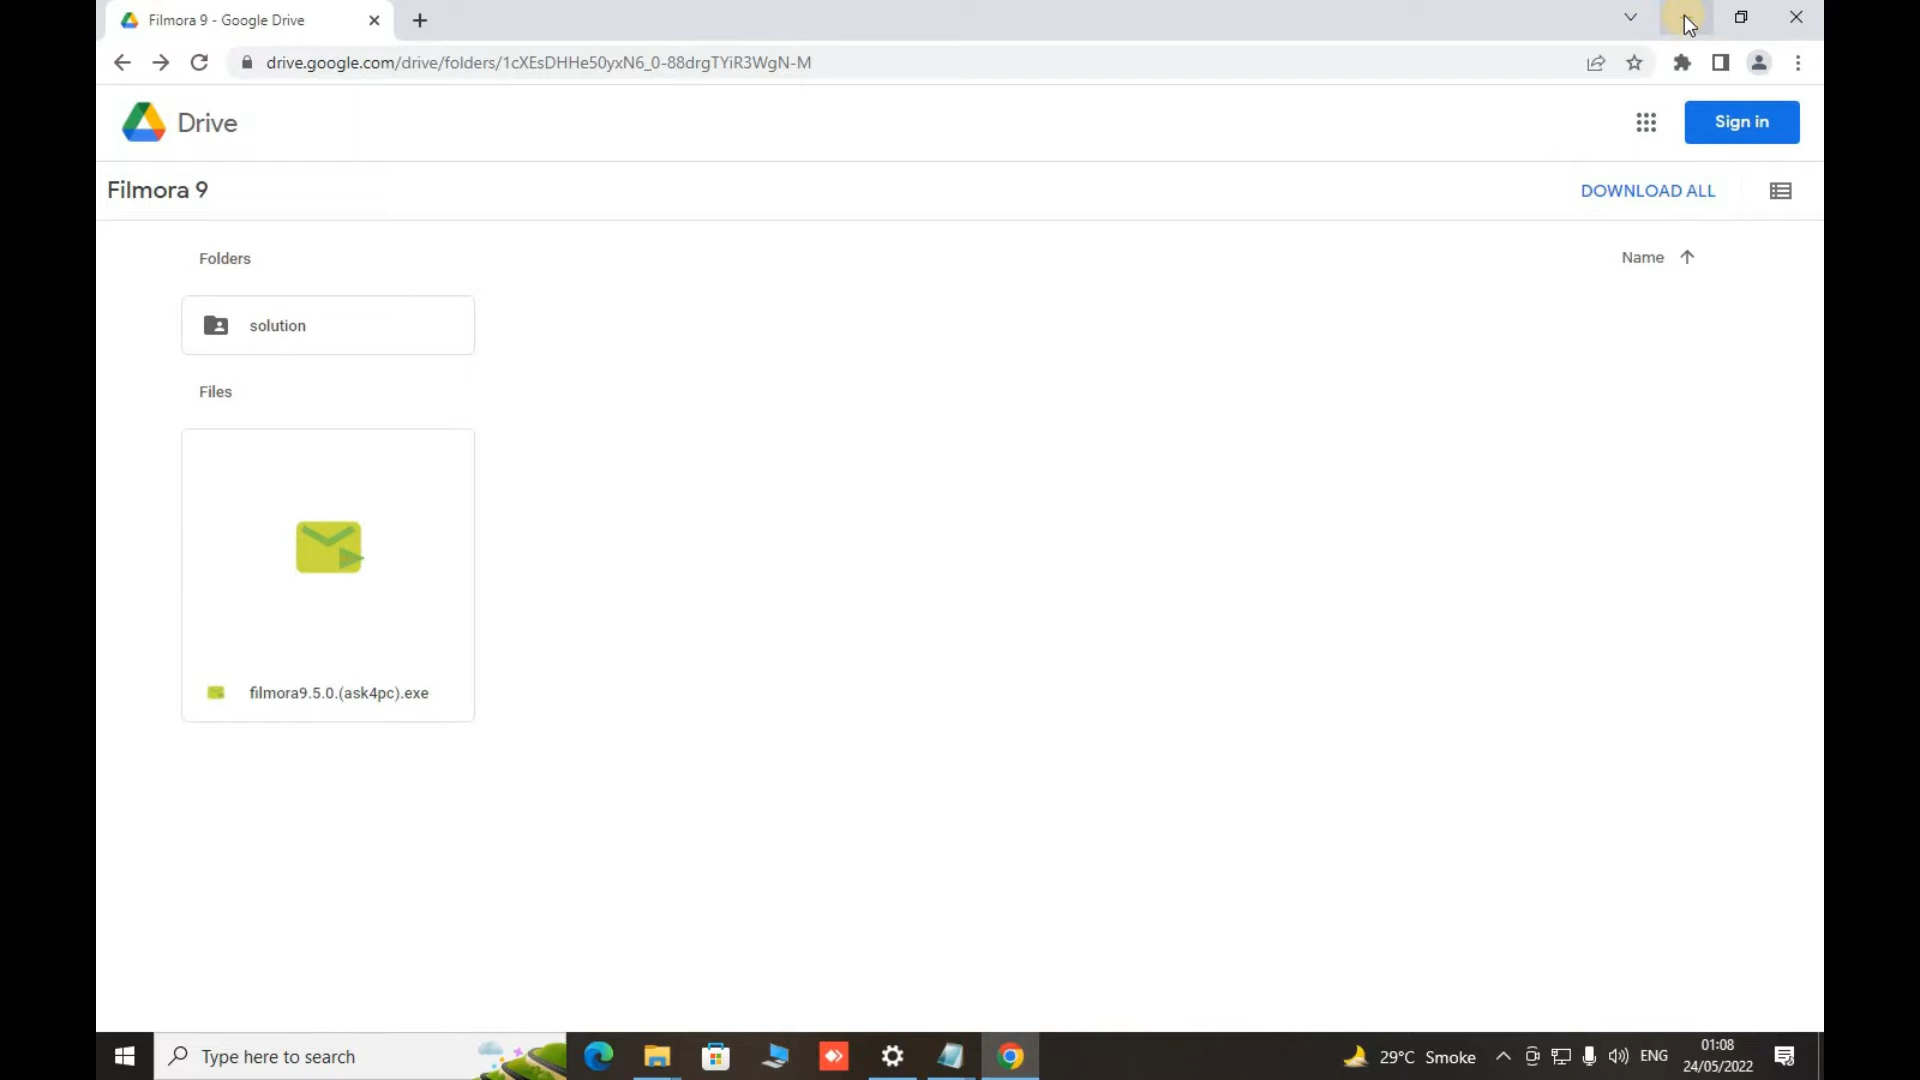 Filmora 9 - Google Drive
drive.google.com/drive/folders/1cXEsDHHe50yxN6_0-88drgTYiR3WgN-M
Drive
Sign in
Filmora 9
DOWNLOAD ALL
Folders
Name
solution
Files
filmora9.5.0.(ask4pc).exe
Type here to search
29°C Smoke
ENG
01:08
24/05/2022